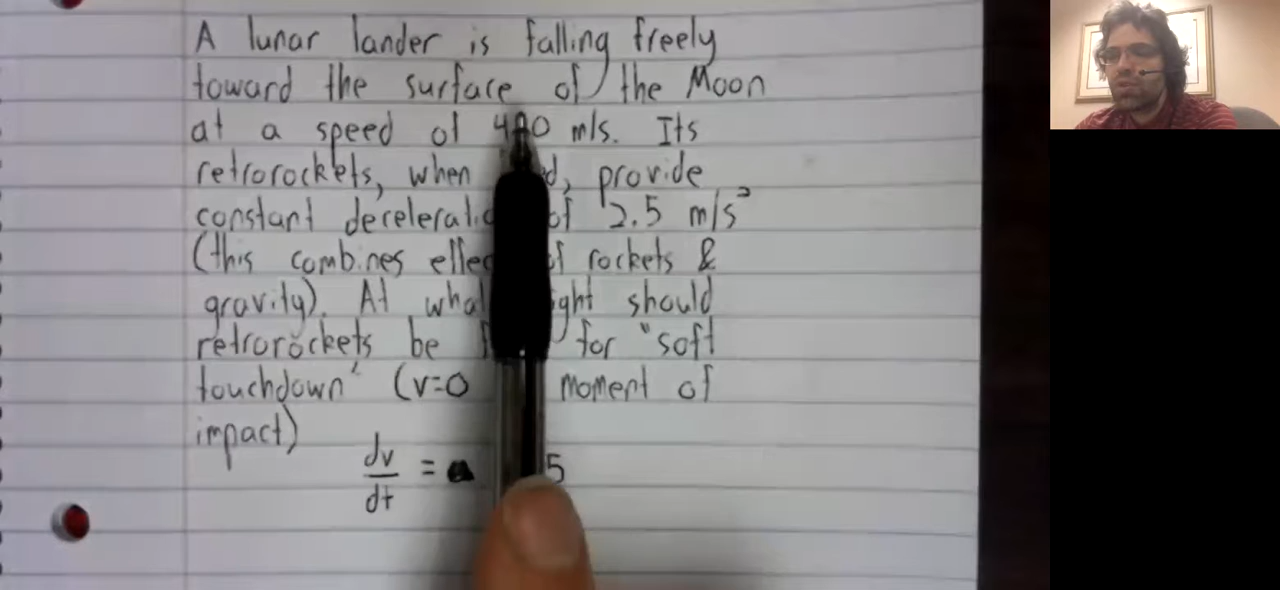 A lunar lander is falling freely
toward the surface of the Moon
at a speed of m/s. Its
retrorockets, when provide
constant of 2.5 m/s²
(this combines of rockets &
gravity). At should
retrorockets be for "soft
touchdown" (v=0 moment of
impact)
dv/dt = 5